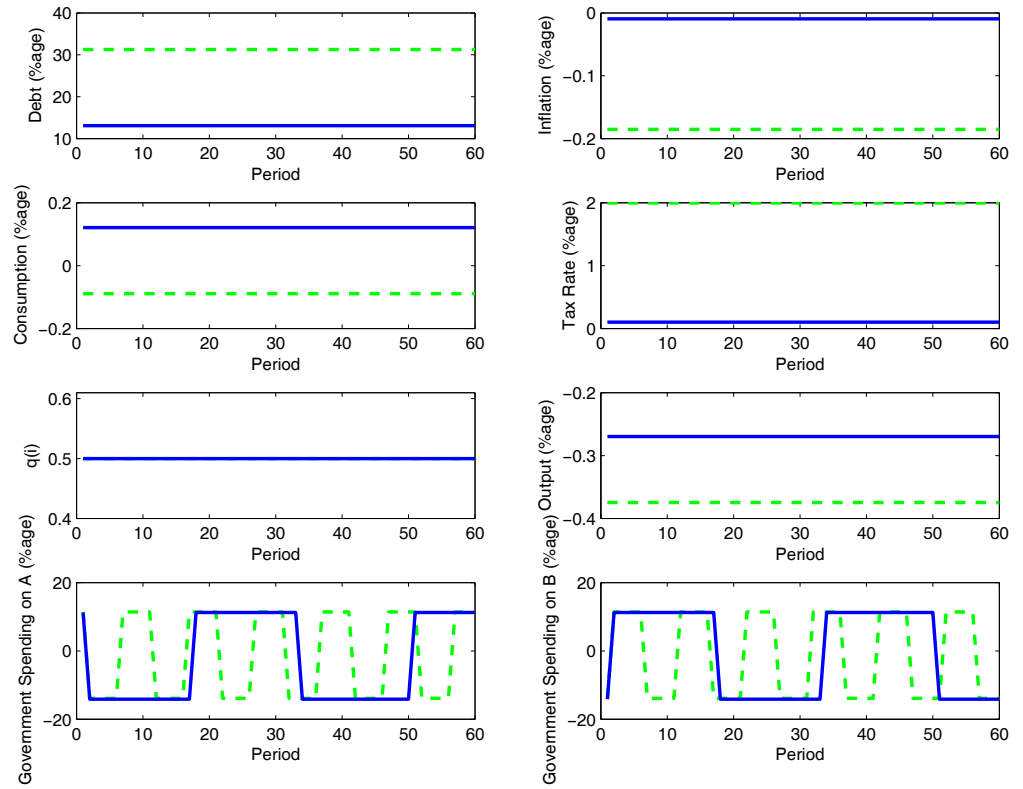 Debt (%age)
40
30
20
10
0 10 20 30 40 50 60
Period
Inflation (%age)
0
−0.1
−0.2
0 10 20 30 40 50 60
Period
Consumption (%age)
0.2
0
−0.2
0 10 20 30 40 50 60
Period
Tax Rate (%age)
2
1
0
0 10 20 30 40 50 60
Period
q(i)
0.6
0.5
0.4
0 10 20 30 40 50 60
Period
Output (%age)
−0.2
−0.3
−0.4
0 10 20 30 40 50 60
Period
Government Spending on A (%age)
20
0
−20
0 10 20 30 40 50 60
Period
Government Spending on B (%age)
20
0
−20
0 10 20 30 40 50 60
Period